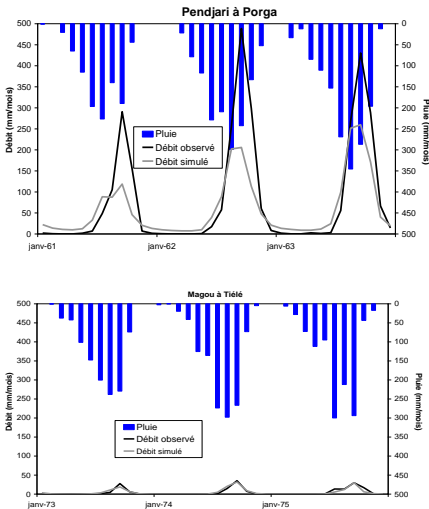 Pendjari à Porga
500
450
400
350
300
250
200
150
100
50
0
Débit (mm/mois)
0
50
100
150
200
250
300
350
400
450
500
Pluie (mm/mois)
Pluie
Débit observé
Débit simulé
janv-61
janv-62
janv-63
Magou à Tiélé
500
450
400
350
300
250
200
150
100
50
0
Débit (mm/mois)
0
50
100
150
200
250
300
350
400
450
500
Pluie (mm/mois)
Pluie
Débit observé
Débit simulé
janv-73
janv-74
janv-75